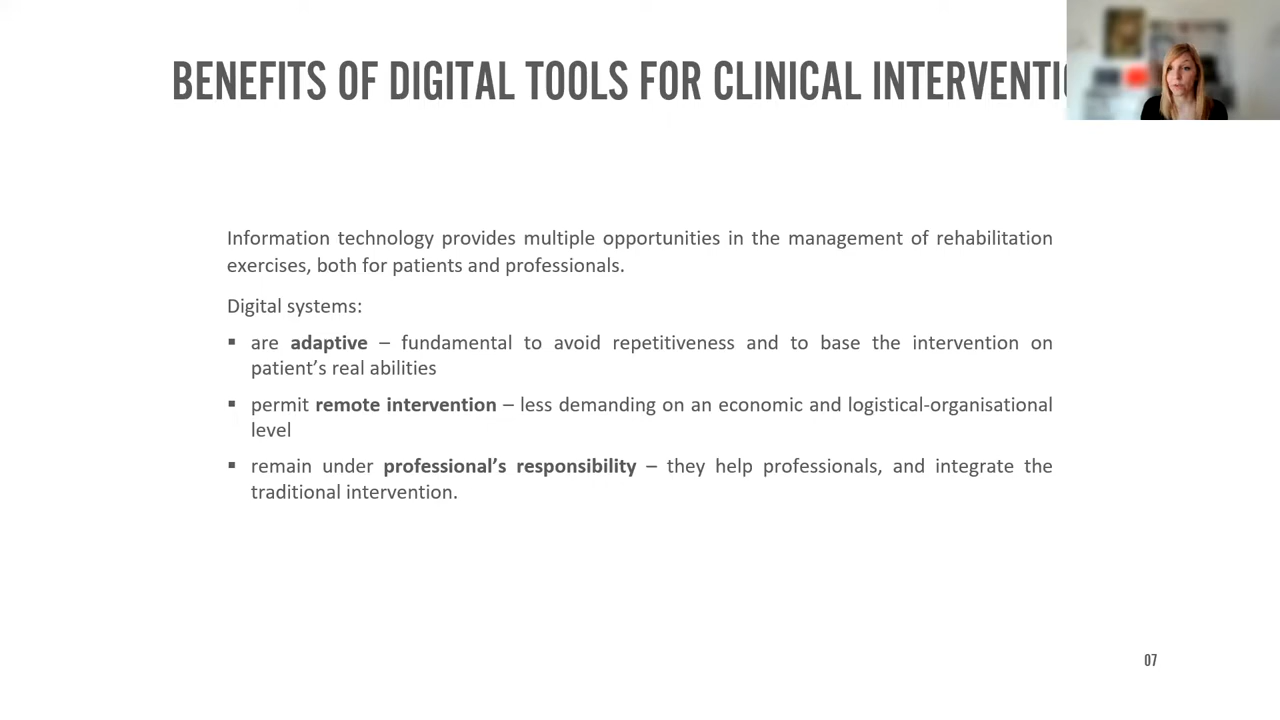 BENEFITS OF DIGITAL TOOLS FOR CLINICAL
Information technology provides multiple opportunities in the management of rehabilitation
exercises, both for patients and professionals.
Digital systems:
▪ are adaptive – fundamental to avoid repetitiveness and to base the intervention on
patient's real abilities
▪ permit remote intervention – less demanding on an economic and logistical-organisational
level
▪ remain under professional's responsibility – they help professionals, and integrate the
traditional intervention.
07